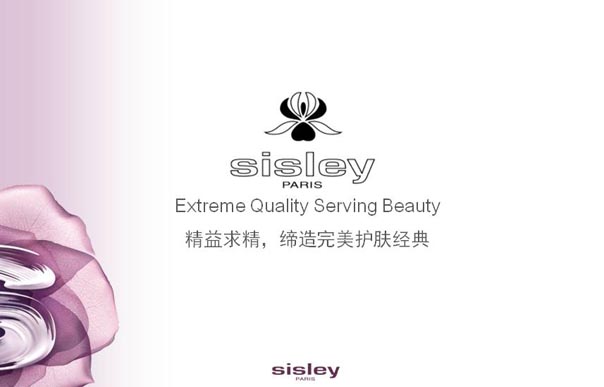 sisley
PARIS
Extreme Quality Serving Beauty
精益求精，缔造完美护肤经典
sisley
PARIS